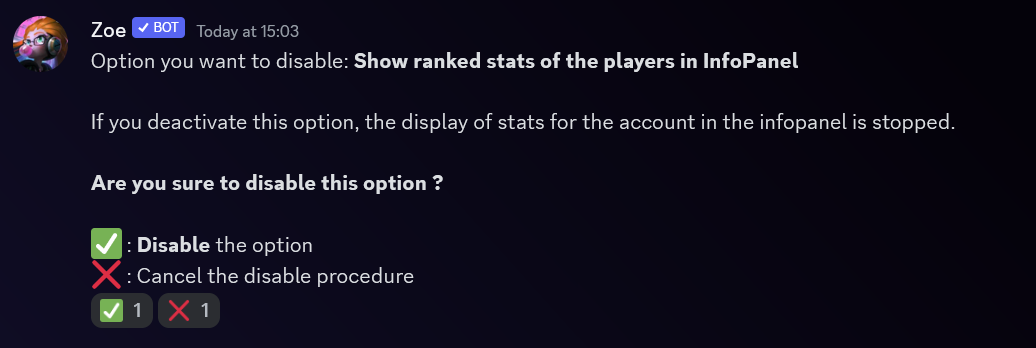 Zoe ✓ BOT Today at 15:03
Option you want to disable: Show ranked stats of the players in InfoPanel
If you deactivate this option, the display of stats for the account in the infopanel is stopped.
Are you sure to disable this option ?
✅ : Disable the option
❌ : Cancel the disable procedure
✅ 1 ❌ 1